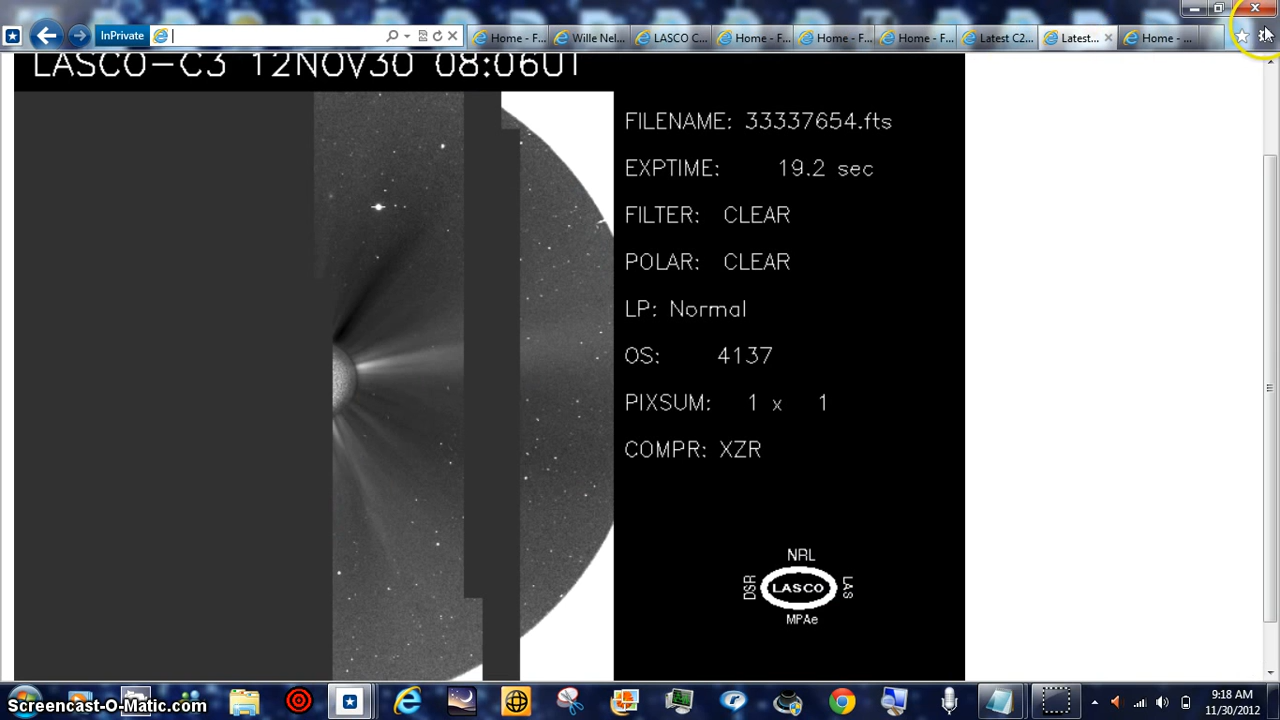 InPrivate
Home - F...
Wille Nel...
LASCO C...
Home - F...
Home - F...
Home - F...
Latest C2...
Latest...
Home - ...
LASCO-C3 12NOV30 08:06UT
FILENAME: 33337654.fts
EXPTIME: 19.2 sec
FILTER: CLEAR
POLAR: CLEAR
LP: Normal
OS: 4137
PIXSUM: 1 x 1
COMPR: XZR
NRL
DSR
LASCO
LAS
MPAe
Screencast-O-Matic.com
9:18 AM
11/30/2012